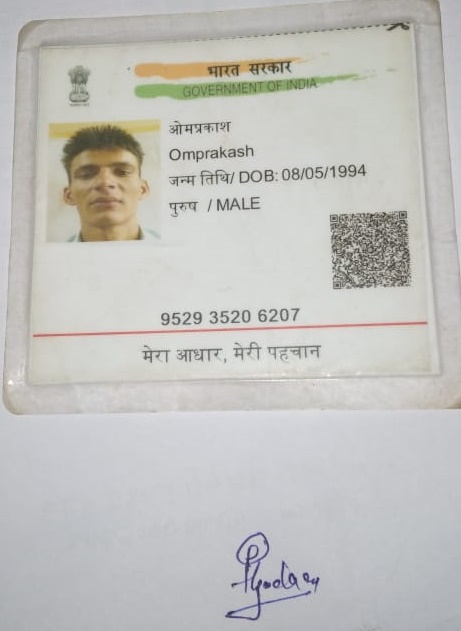 भारत सरकार
GOVERNMENT OF INDIA
ओमप्रकाश
Omprakash
जन्म तिथि/ DOB: 08/05/1994
पुरुष / MALE
9529 3520 6207
मेरा आधार, मेरी पहचान